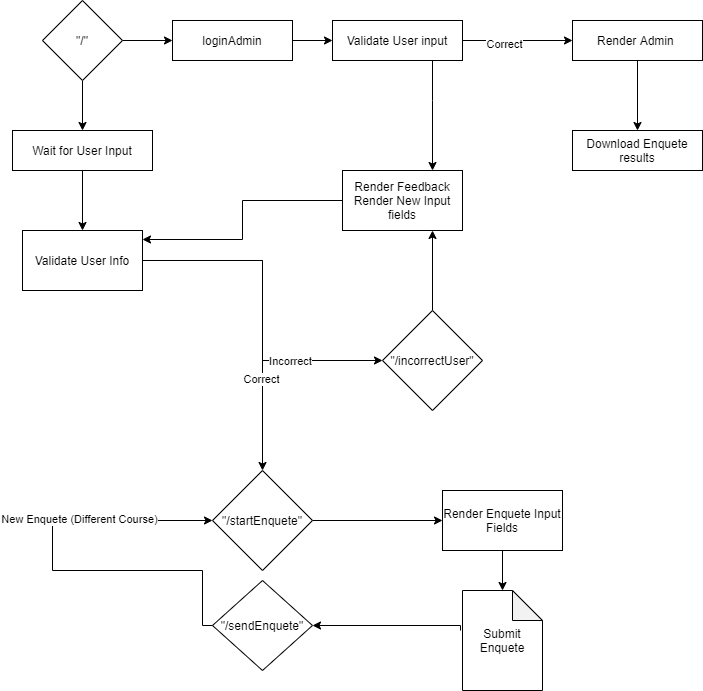 "/"
loginAdmin
Validate User input
Correct
Render Admin
Wait for User Input
Download Enquete
results
Render Feedback
Render New Input
fields
Validate User Info
Incorrect
"/incorrectUser"
Correct
New Enquete (Different Course)
"/startEnquete"
Render Enquete Input
Fields
"/sendEnquete"
Submit
Enquete